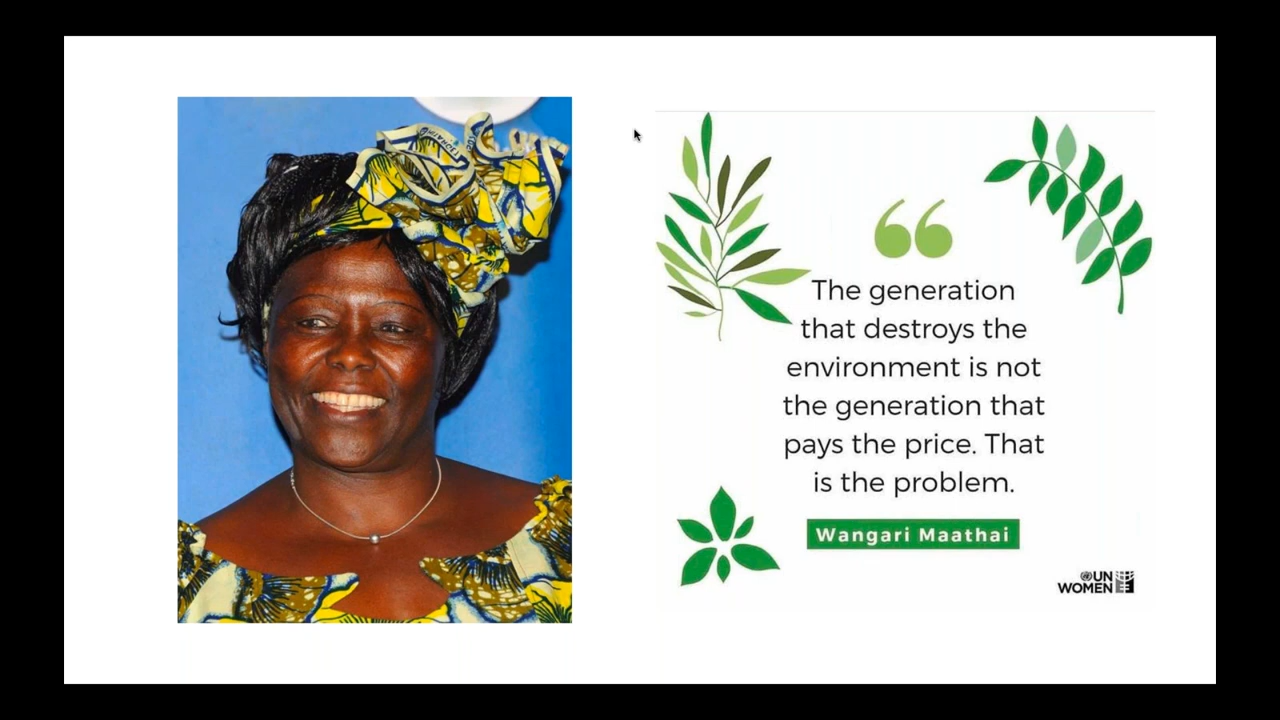 The generation
that destroys the
environment is not
the generation that
pays the price. That
is the problem.
Wangari Maathai
UN
WOMEN